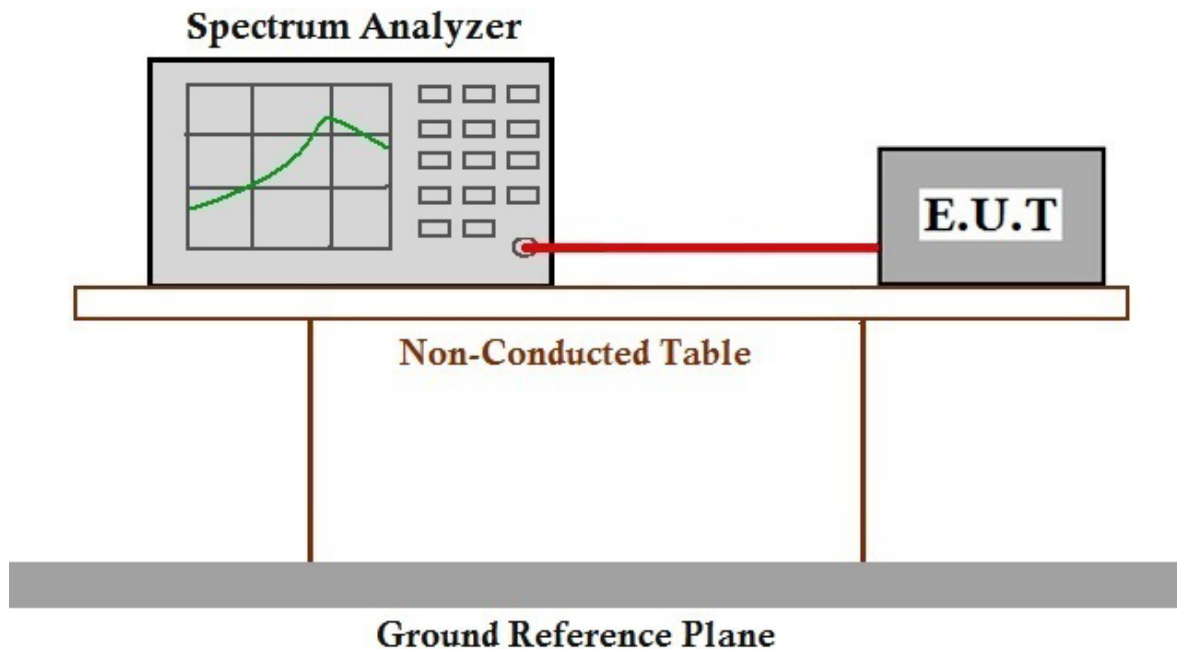 Spectrum Analyzer
E.U.T
Non-Conducted Table
Ground Reference Plane